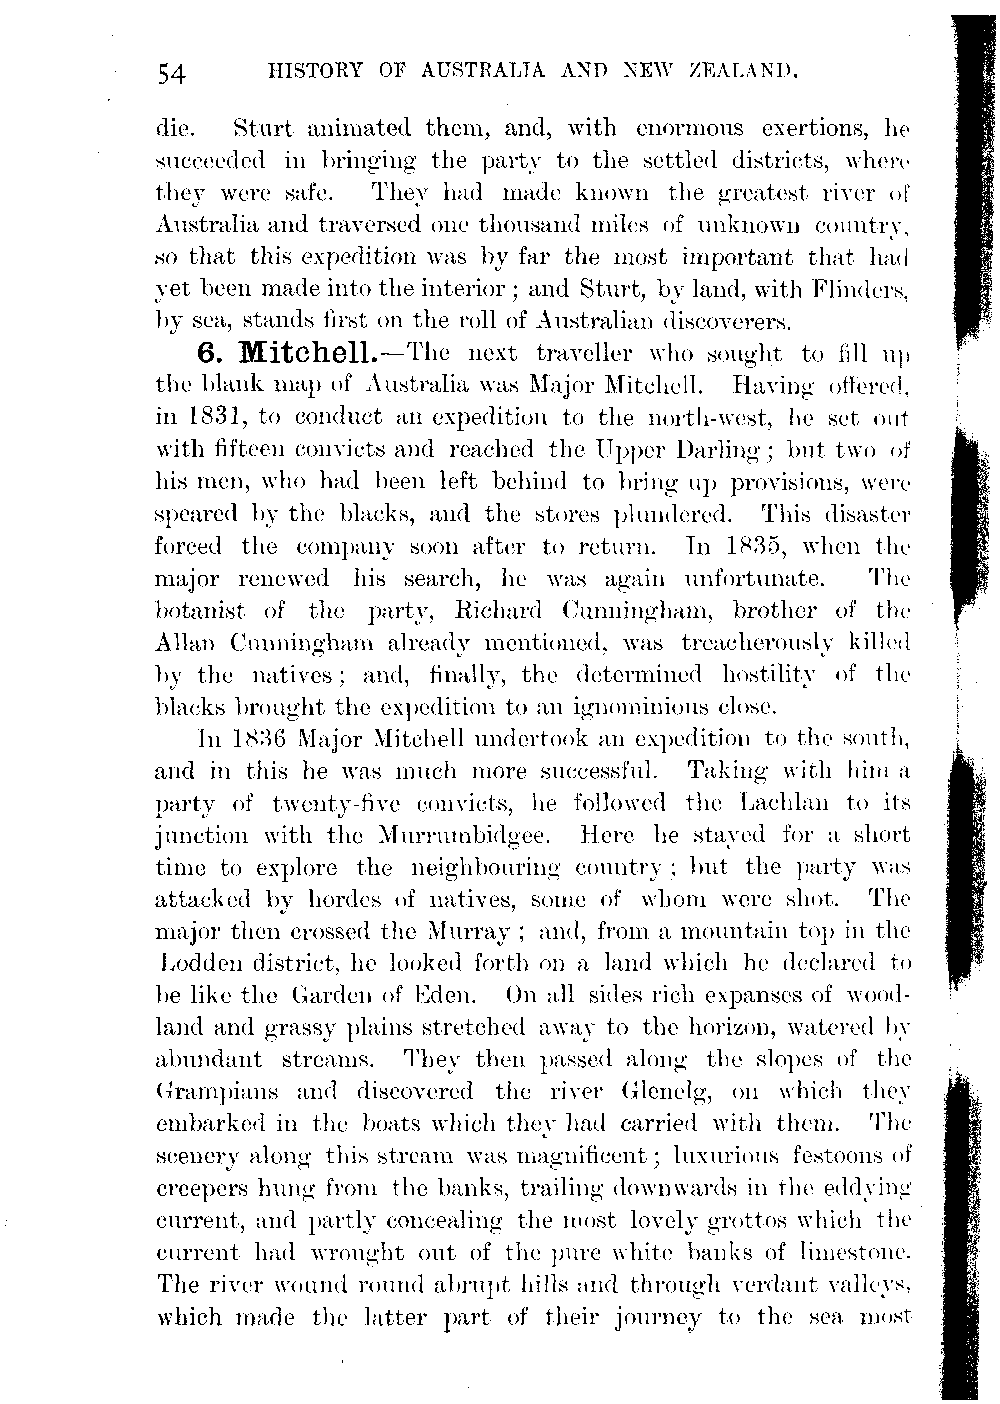 54 HISTORY OF AUSTRALIA AND NEW ZEALAND.
die. Sturt animated them, and, with enormous exertions, he
succeeded in bringing the party to the settled districts, where
they were safe. They had made known the greatest river of
Australia and traversed one thousand miles of unknown country,
so that this expedition was by far the most important that had
yet been made into the interior; and Sturt, by land, with Flinders,
by sea, stands first on the roll of Australian discoverers.
6. Mitchell.—The next traveller who sought to fill up
the blank map of Australia was Major Mitchell. Having offered,
in 1831, to conduct an expedition to the north-west, he set out
with fifteen convicts and reached the Upper Darling; but two of
his men, who had been left behind to bring up provisions, were
speared by the blacks, and the stores plundered. This disaster
forced the company soon after to return. In 1835, when the
major renewed his search, he was again unfortunate. The
botanist of the party, Richard Cunningham, brother of the
Allan Cunningham already mentioned, was treacherously killed
by the natives; and, finally, the determined hostility of the
blacks brought the expedition to an ignominious close.
In 1836 Major Mitchell undertook an expedition to the south,
and in this he was much more successful. Taking with him a
party of twenty-five convicts, he followed the Lachlan to its
junction with the Murrumbidgee. Here he stayed for a short
time to explore the neighbouring country; but the party was
attacked by hordes of natives, some of whom were shot. The
major then crossed the Murray; and, from a mountain top in the
Lodden district, he looked forth on a land which he declared to
be like the Garden of Eden. On all sides rich expanses of wood-
land and grassy plains stretched away to the horizon, watered by
abundant streams. They then passed along the slopes of the
Grampians and discovered the river Glenelg, on which they
embarked in the boats which they had carried with them. The
scenery along this stream was magnificent; luxurious festoons of
creepers hung from the banks, trailing downwards in the eddying
current, and partly concealing the most lovely grottos which the
current had wrought out of the pure white banks of limestone.
The river wound round abrupt hills and through verdant valleys,
which made the latter part of their journey to the sea most